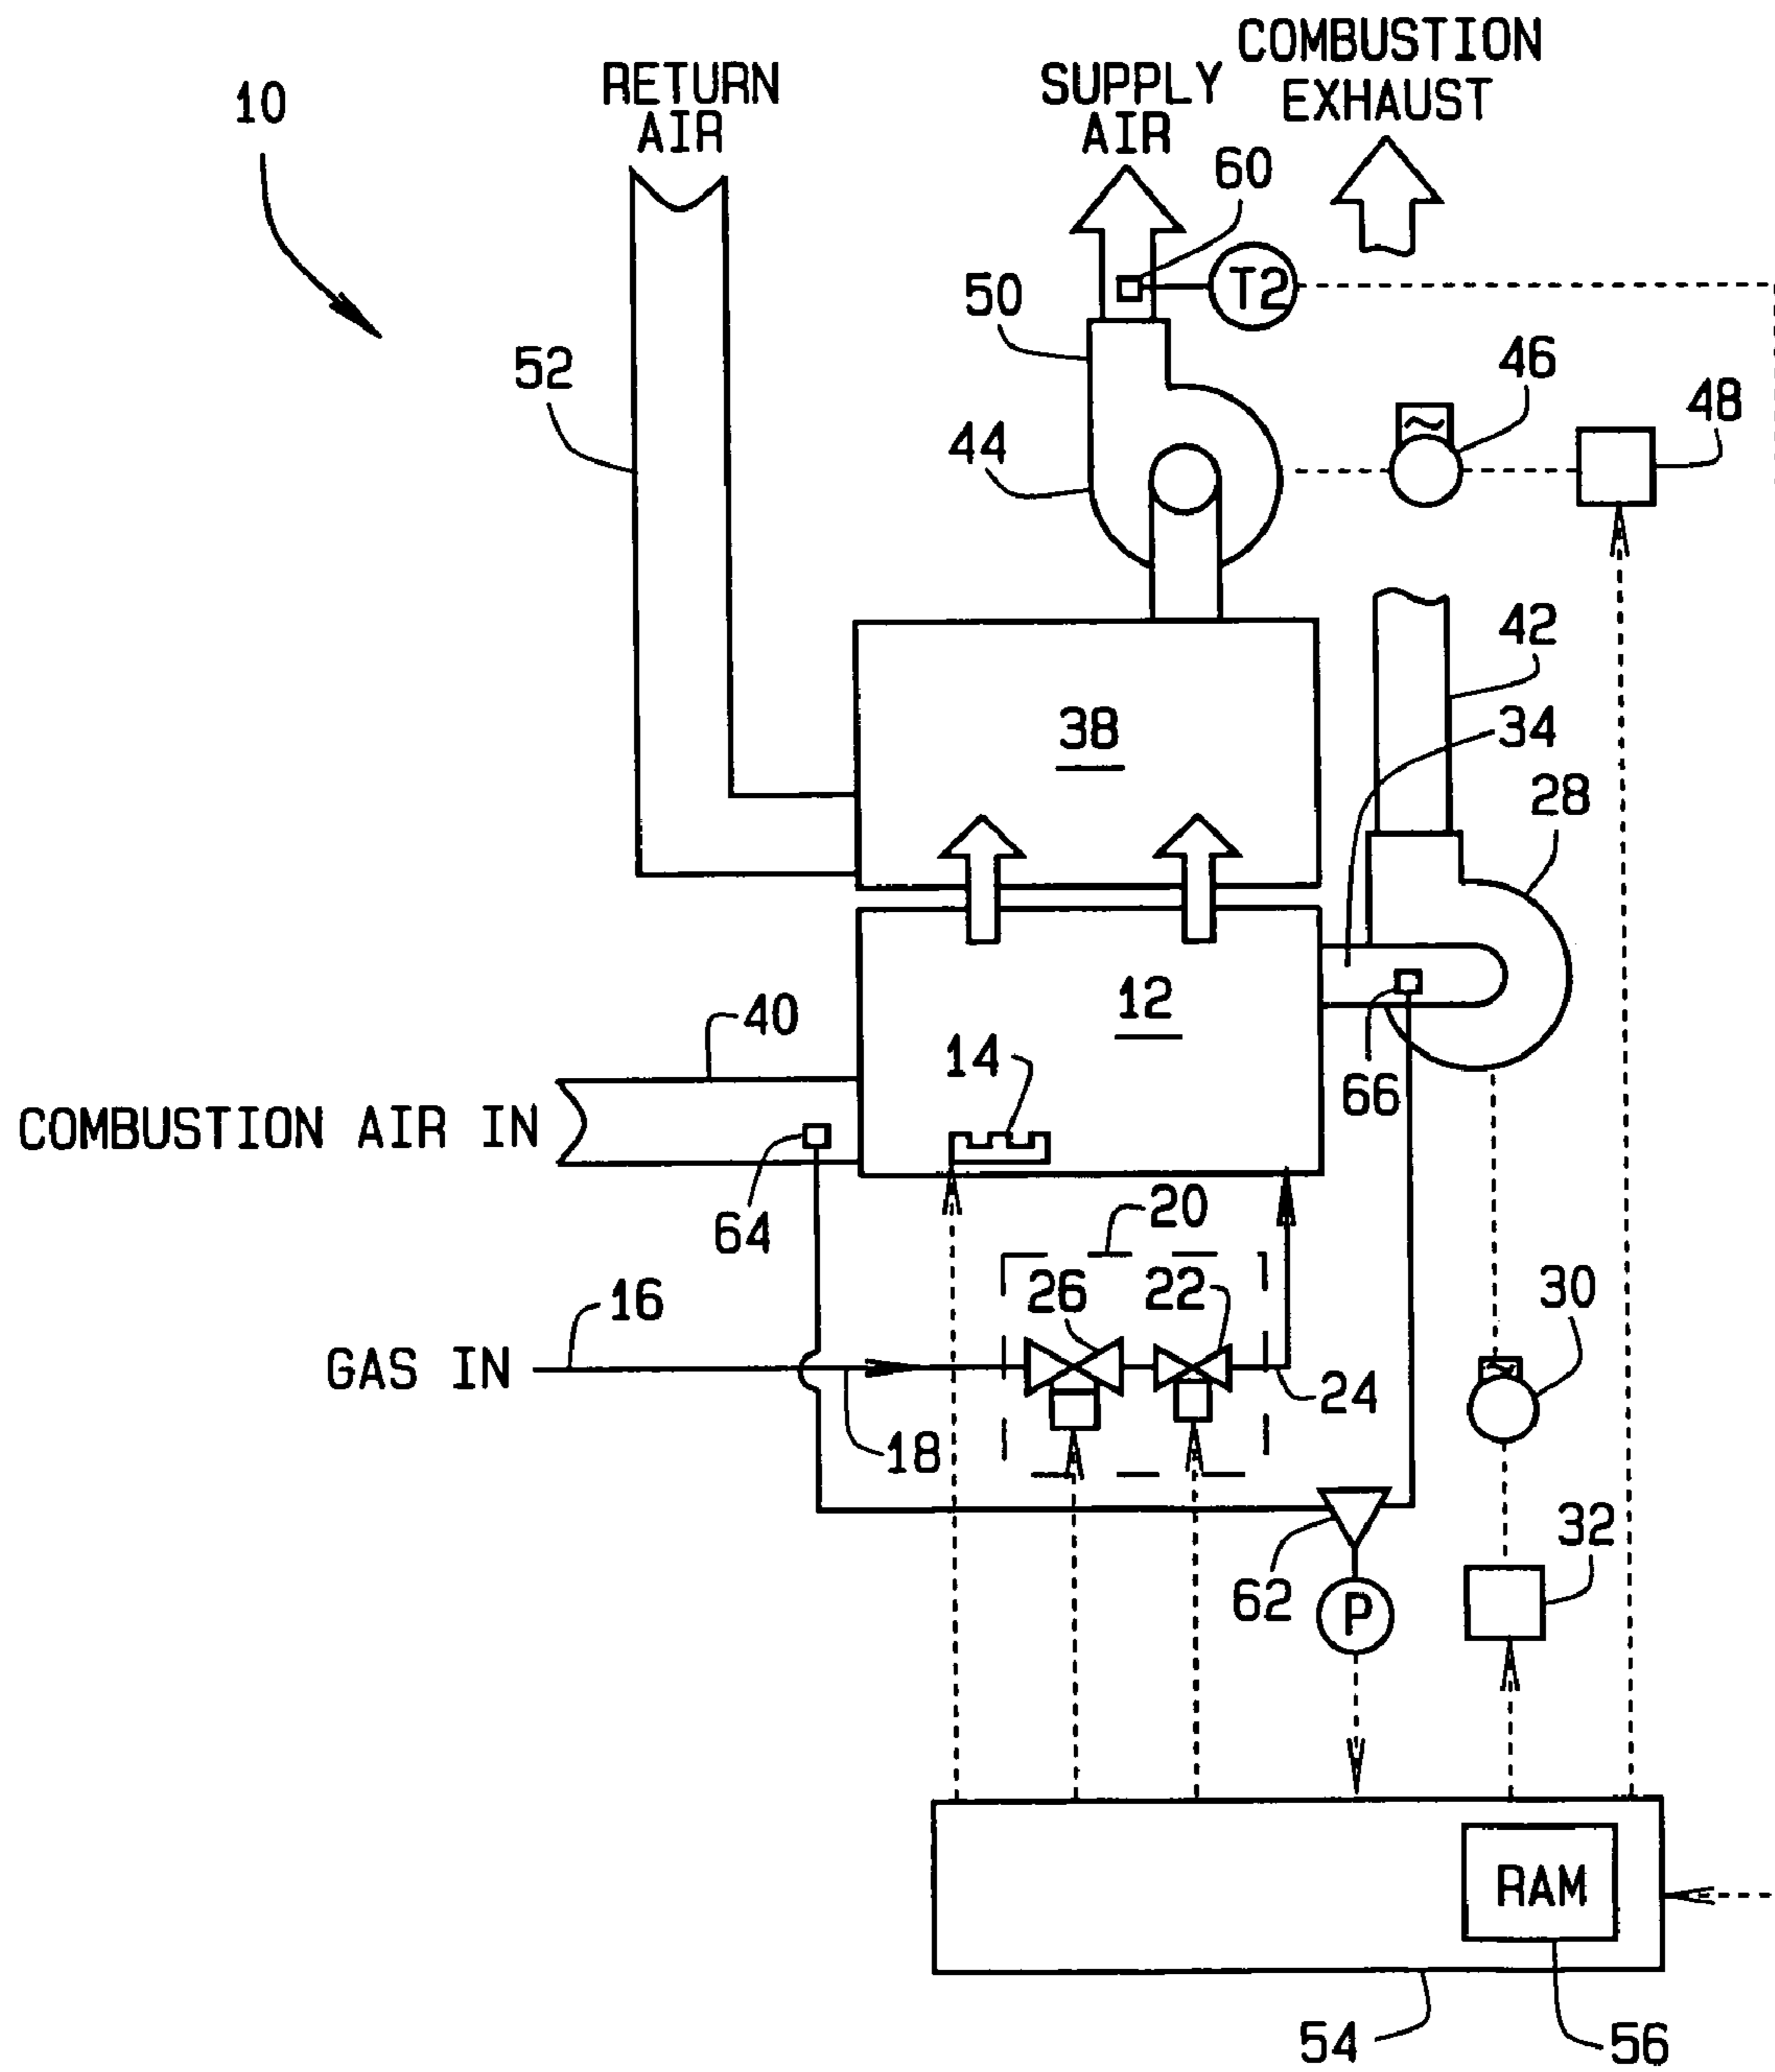 COMBUSTION
EXHAUST
RETURN
AIR
SUPPLY
AIR
10
60
T2
50
52
46
48
44
42
38
34
28
12
40
14
66
COMBUSTION AIR IN
64
20
26
22
30
16
GAS IN
24
18
32
62
P
RAM
54
56